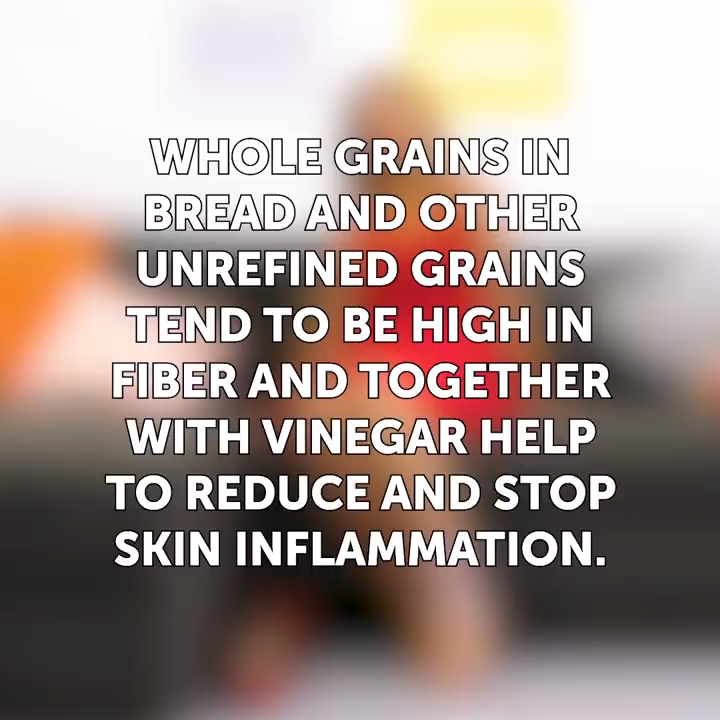 WHOLE GRAINS IN
BREAD AND OTHER
UNREFINED GRAINS
TEND TO BE HIGH IN
FIBER AND TOGETHER
WITH VINEGAR HELP
TO REDUCE AND STOP
SKIN INFLAMMATION.